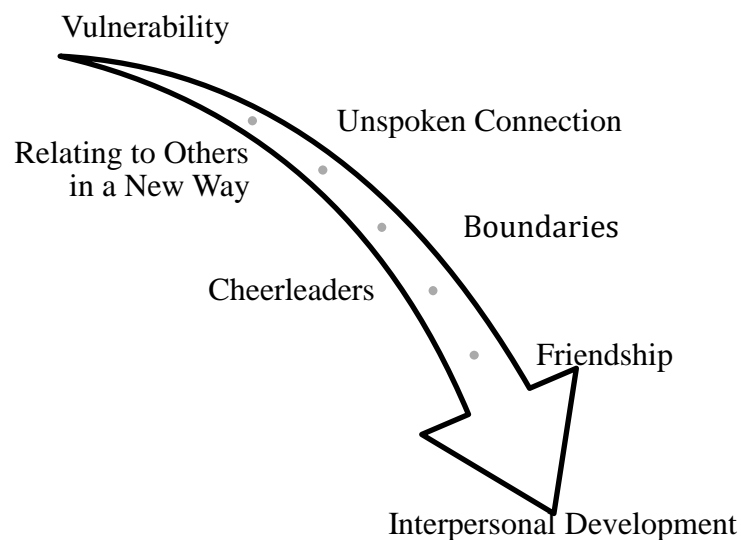 Vulnerability
Unspoken Connection
Relating to Others
in a New Way
Boundaries
Cheerleaders
Friendship
Interpersonal Development